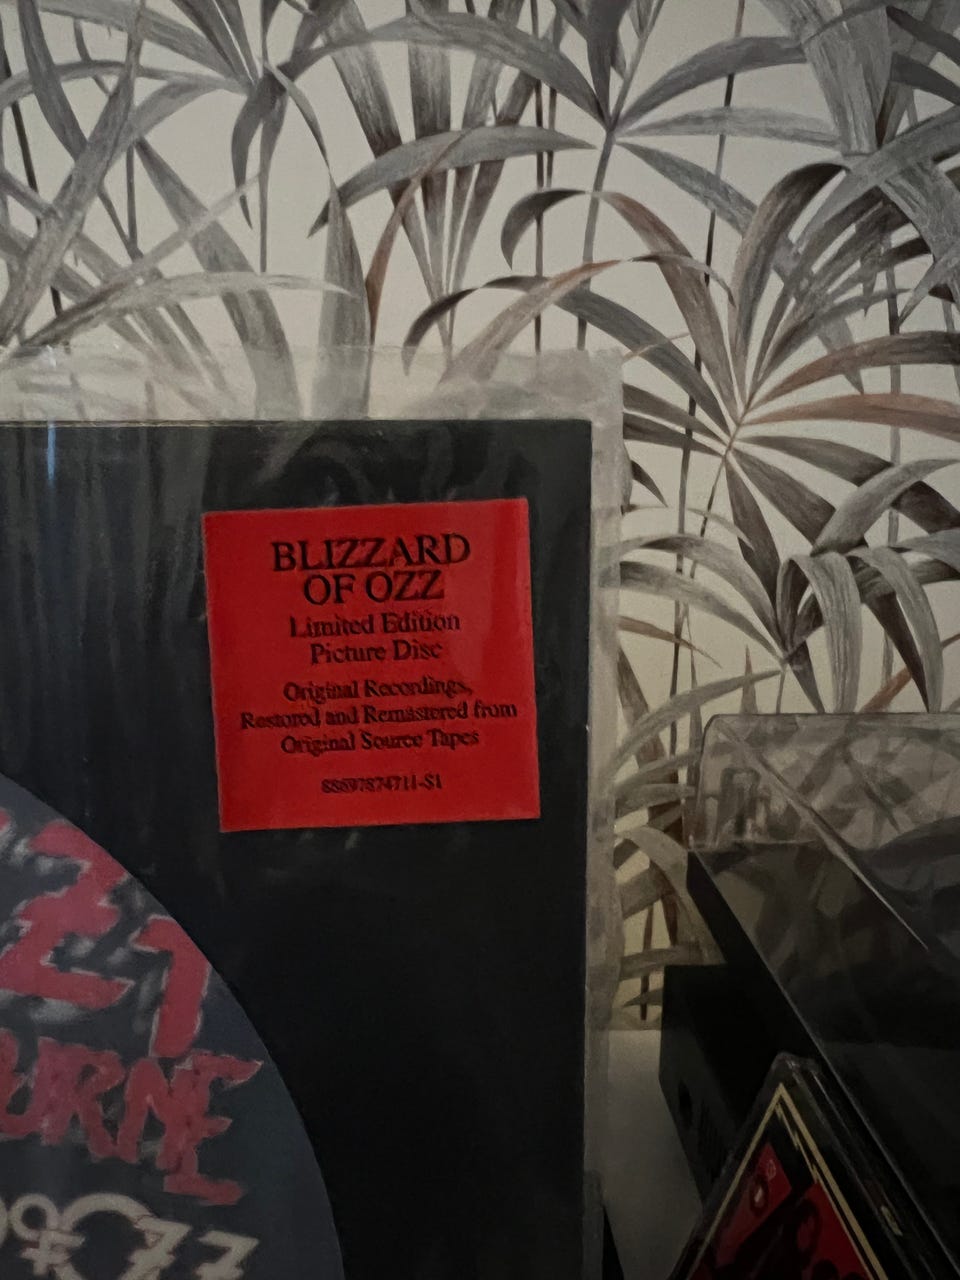 BLIZZARD
OF OZZ
Limited Edition
Picture Disc
Original Recordings,
Restored and Remastered from
Original Source Tapes
88697874711-S1